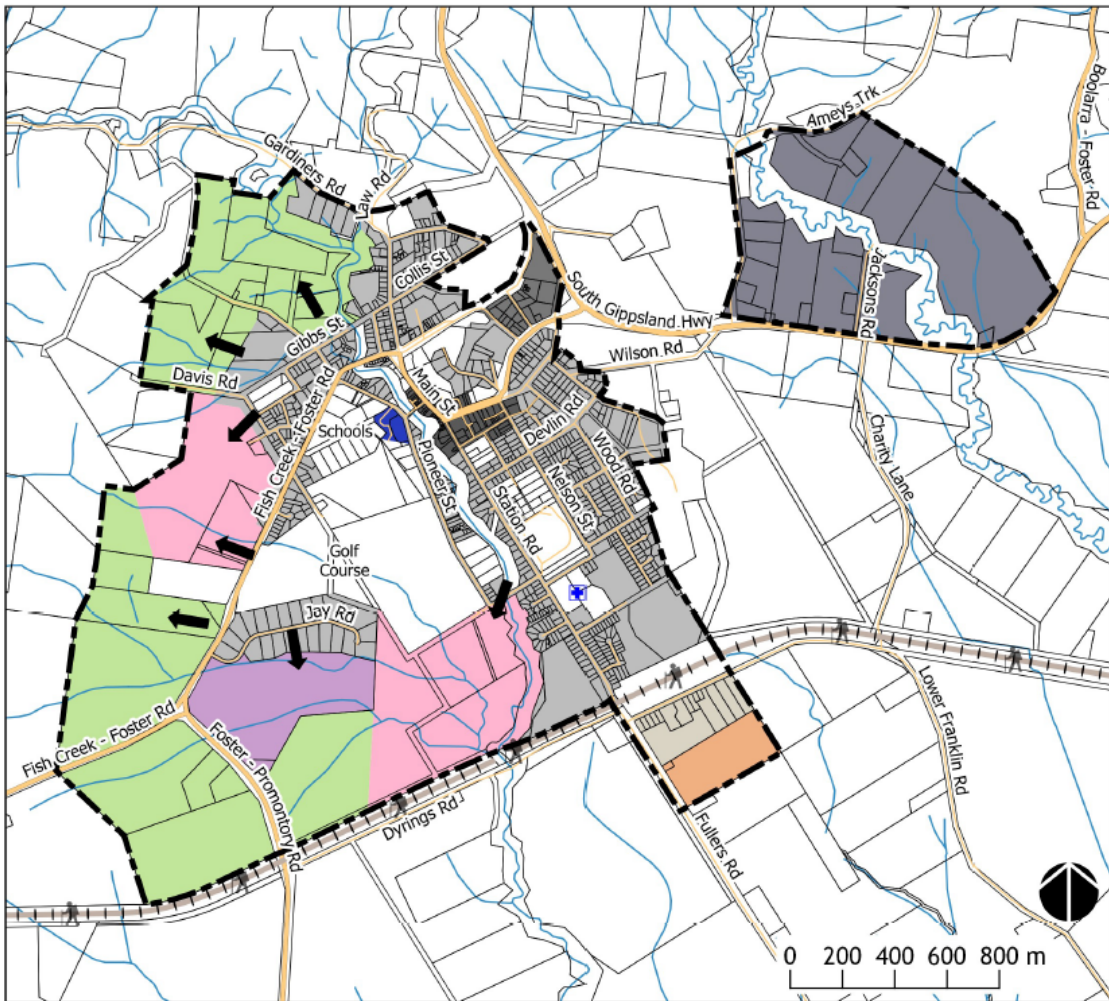 Ameys Trk
Boolarra - Foster Rd
Gardiners Rd
Law Rd
Collis St
South Gippsland Hwy
Jacksons Rd
Gibbs St
Wilson Rd
Davis Rd
Main St
Fish Creek - Foster Rd
Schools
Devlin Rd
Wood Rd
Charity Lane
Pioneer St
Nelson St
Station Rd
Golf
Course
Jay Rd
Lower Franklin Rd
Fish Creek - Foster Rd
Foster - Promontory Rd
Dyrings Rd
Fullers Rd
0 200 400 600 800 m